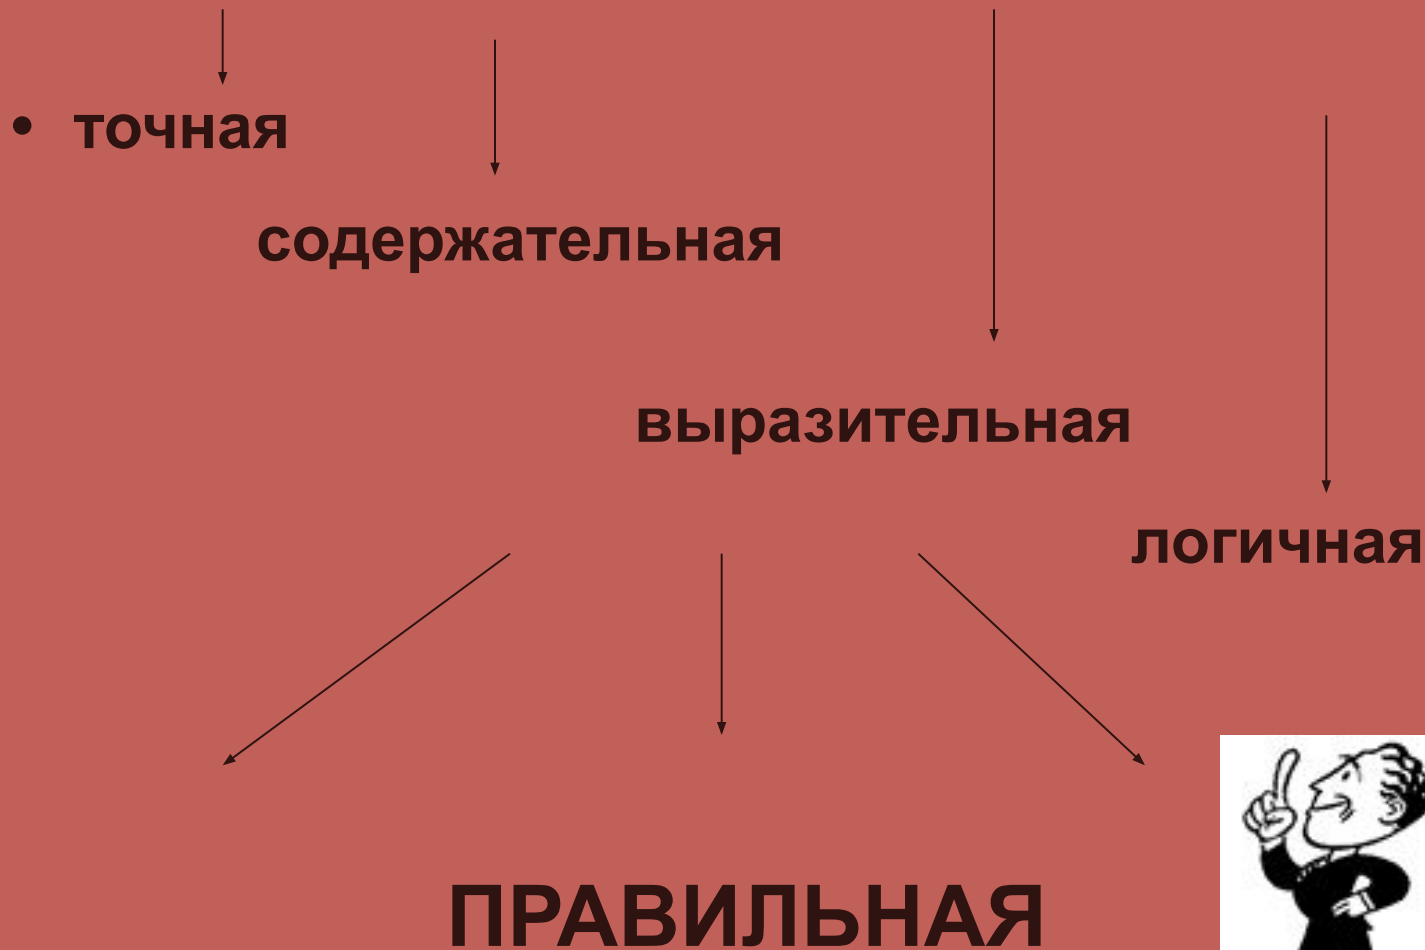 • точная
содержательная
выразительная
логичная
ПРАВИЛЬНАЯ